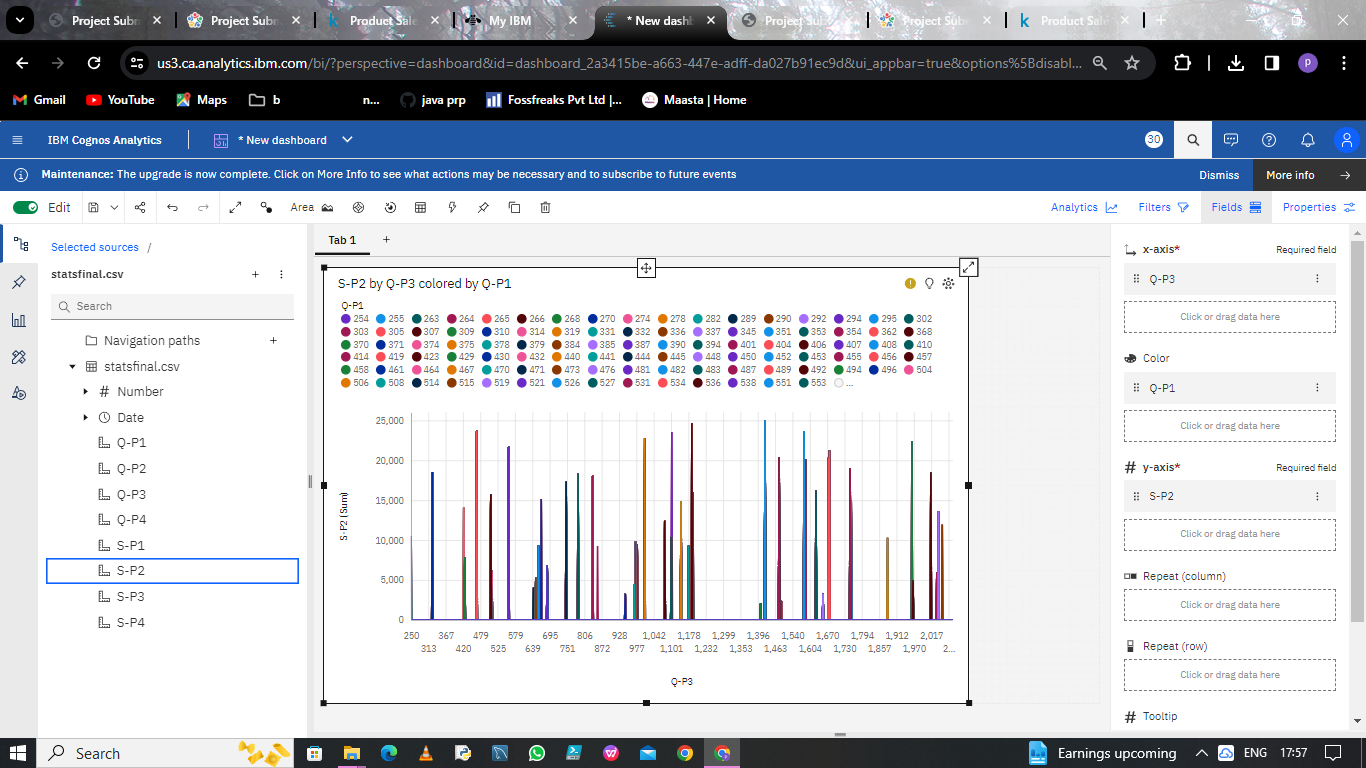 Project Subm
Project Subm
Product Sale
My IBM
* New dashb
Project Subm
Project Subm
Product Sale
us3.ca.analytics.ibm.com/bi/?perspective=dashboard&id=dashboard_2a3415be-a663-447e-adff-da027b91ec9d&ui_appbar=true&options%5Bdisabl...
p
Gmail
YouTube
Maps
b
n...
java prp
Fossfreaks Pvt Ltd |...
Maasta | Home
IBM Cognos Analytics
* New dashboard
30
Maintenance: The upgrade is now complete. Click on More Info to see what actions may be necessary and to subscribe to future events
Dismiss
More info
Edit
Area
Analytics
Filters
Fields
Properties
Selected sources /
statsfinal.csv
Search
Navigation paths
statsfinal.csv
Number
Date
Q-P1
Q-P2
Q-P3
Q-P4
S-P1
S-P2
S-P3
S-P4
Tab 1
S-P2 by Q-P3 colored by Q-P1
Q-P1
254 255 263 264 265 266 268 270 274 278 282 289 290 292 294 295 302
303 305 307 309 310 314 319 331 332 336 337 345 351 353 354 362 368
370 371 374 375 379 384 385 387 390 394 401 404 406 407 408 410
414 419 423 429 430 432 440 441 444 445 448 450 452 453 455 456 457
458 461 464 467 470 471 473 476 481 482 483 487 489 492 494 496 504
506 508 514 515 519 521 526 527 531 534 536 538 551 553 ...
25,000
20,000
15,000
10,000
5,000
0
S-P2 (Sum)
250 367 479 579 695 806 928 1,042 1,178 1,299 1,396 1,540 1,670 1,794 1,912 2,017
313 420 525 639 751 872 977 1,101 1,232 1,353 1,463 1,604 1,730 1,857 1,970 2...
Q-P3
x-axis*
Required field
Q-P3
Click or drag data here
Color
Q-P1
Click or drag data here
y-axis*
Required field
S-P2
Click or drag data here
Repeat (column)
Click or drag data here
Repeat (row)
Click or drag data here
Tooltip
Search
Earnings upcoming
ENG
17:57